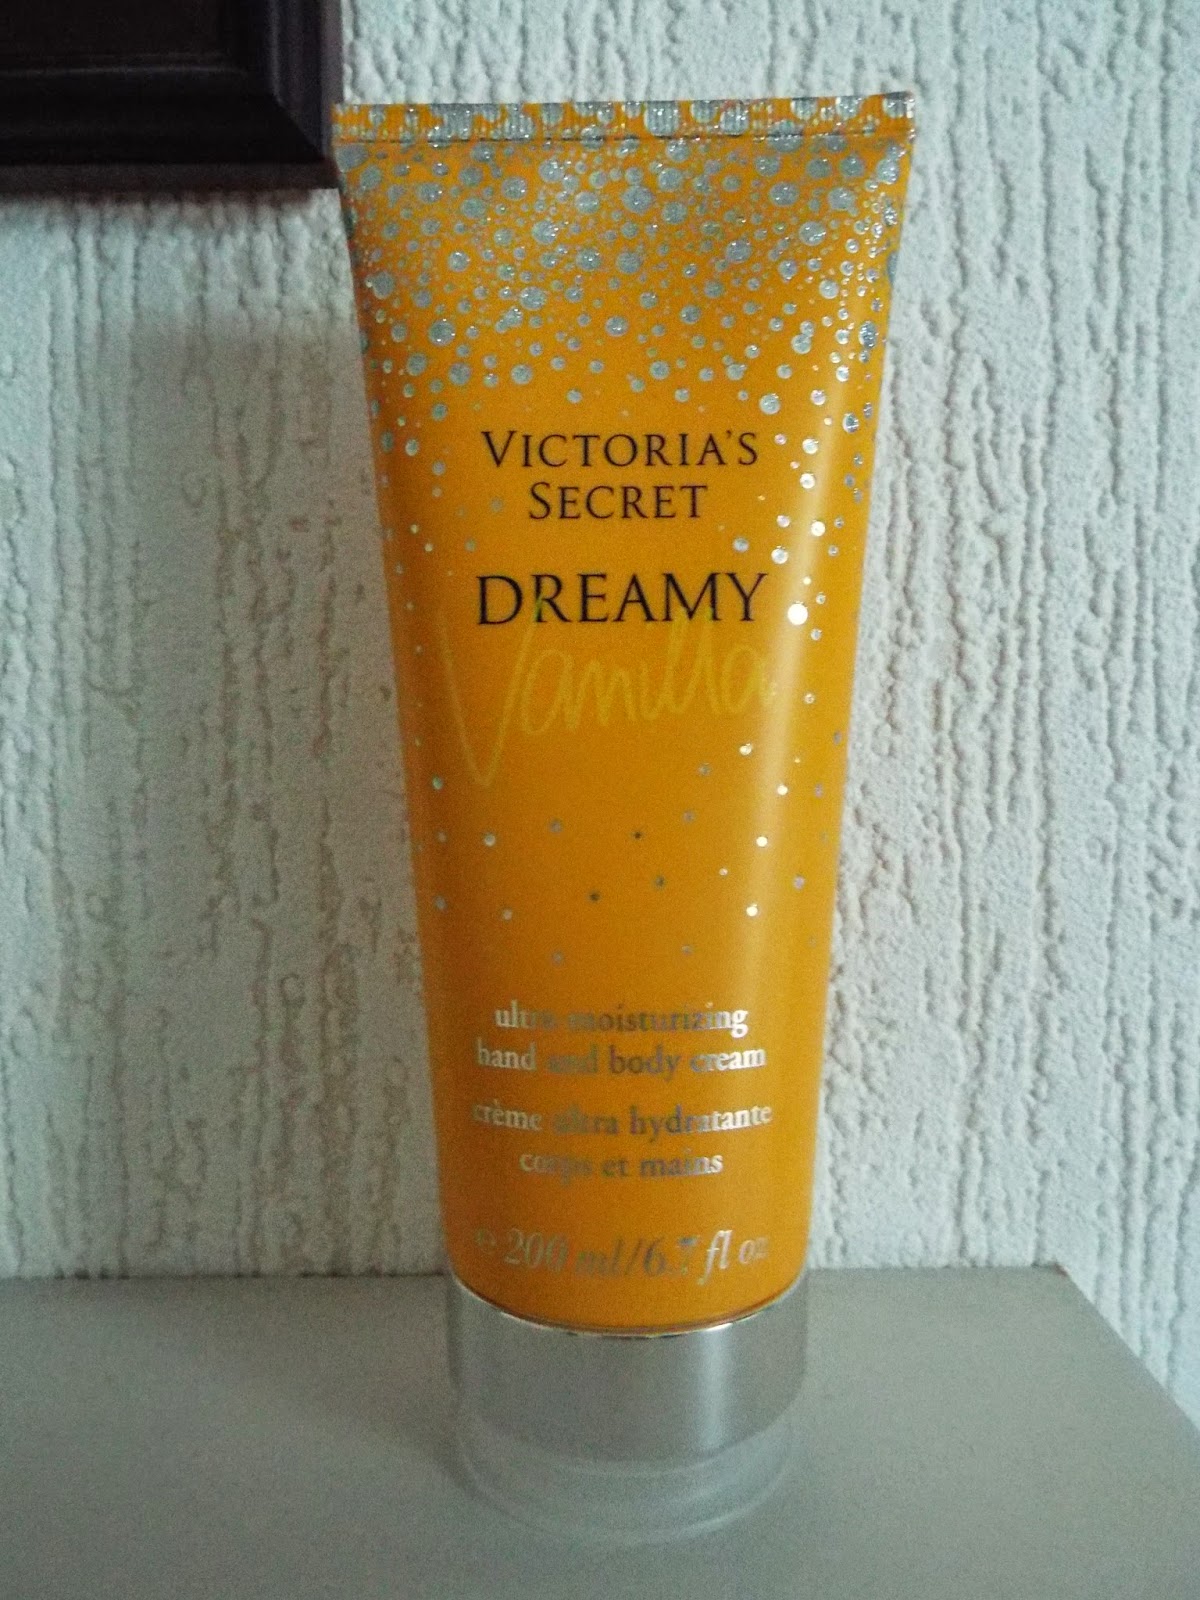 VICTORIA'S
SECRET
DREAMY
Vanilla
ultra moisturizing
hand and body cream
crème ultra hydratante
corps et mains
℮ 200 ml/6.7 fl oz